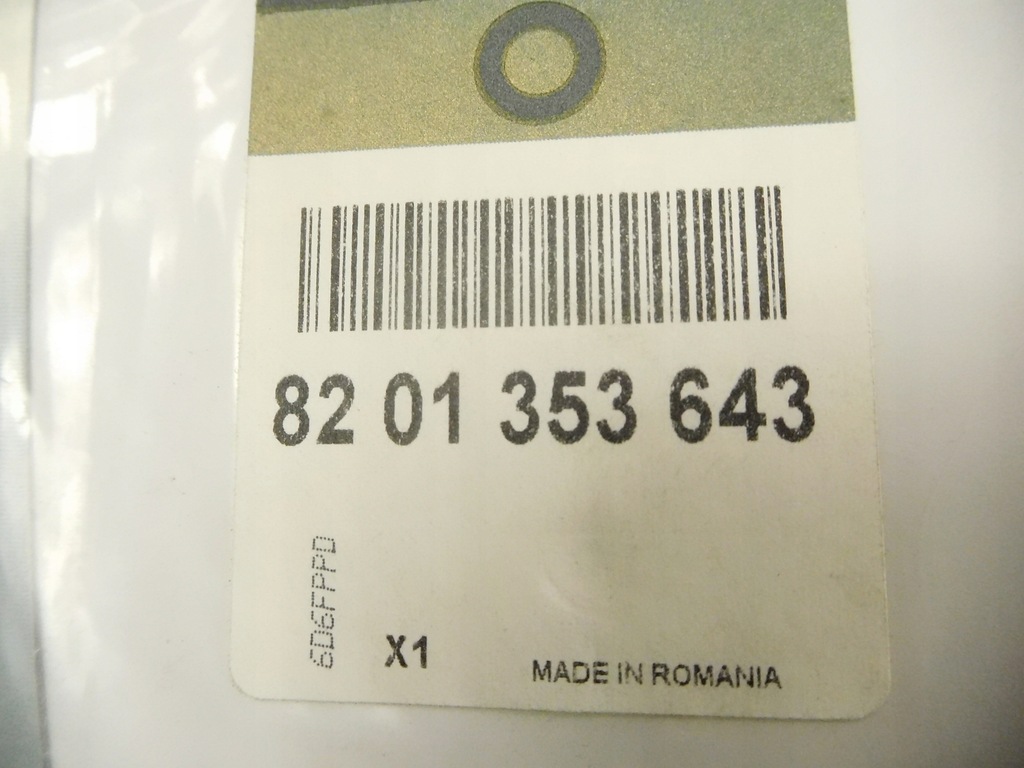 82 01 353 643
6D6FPPD
X1
MADE IN ROMANIA